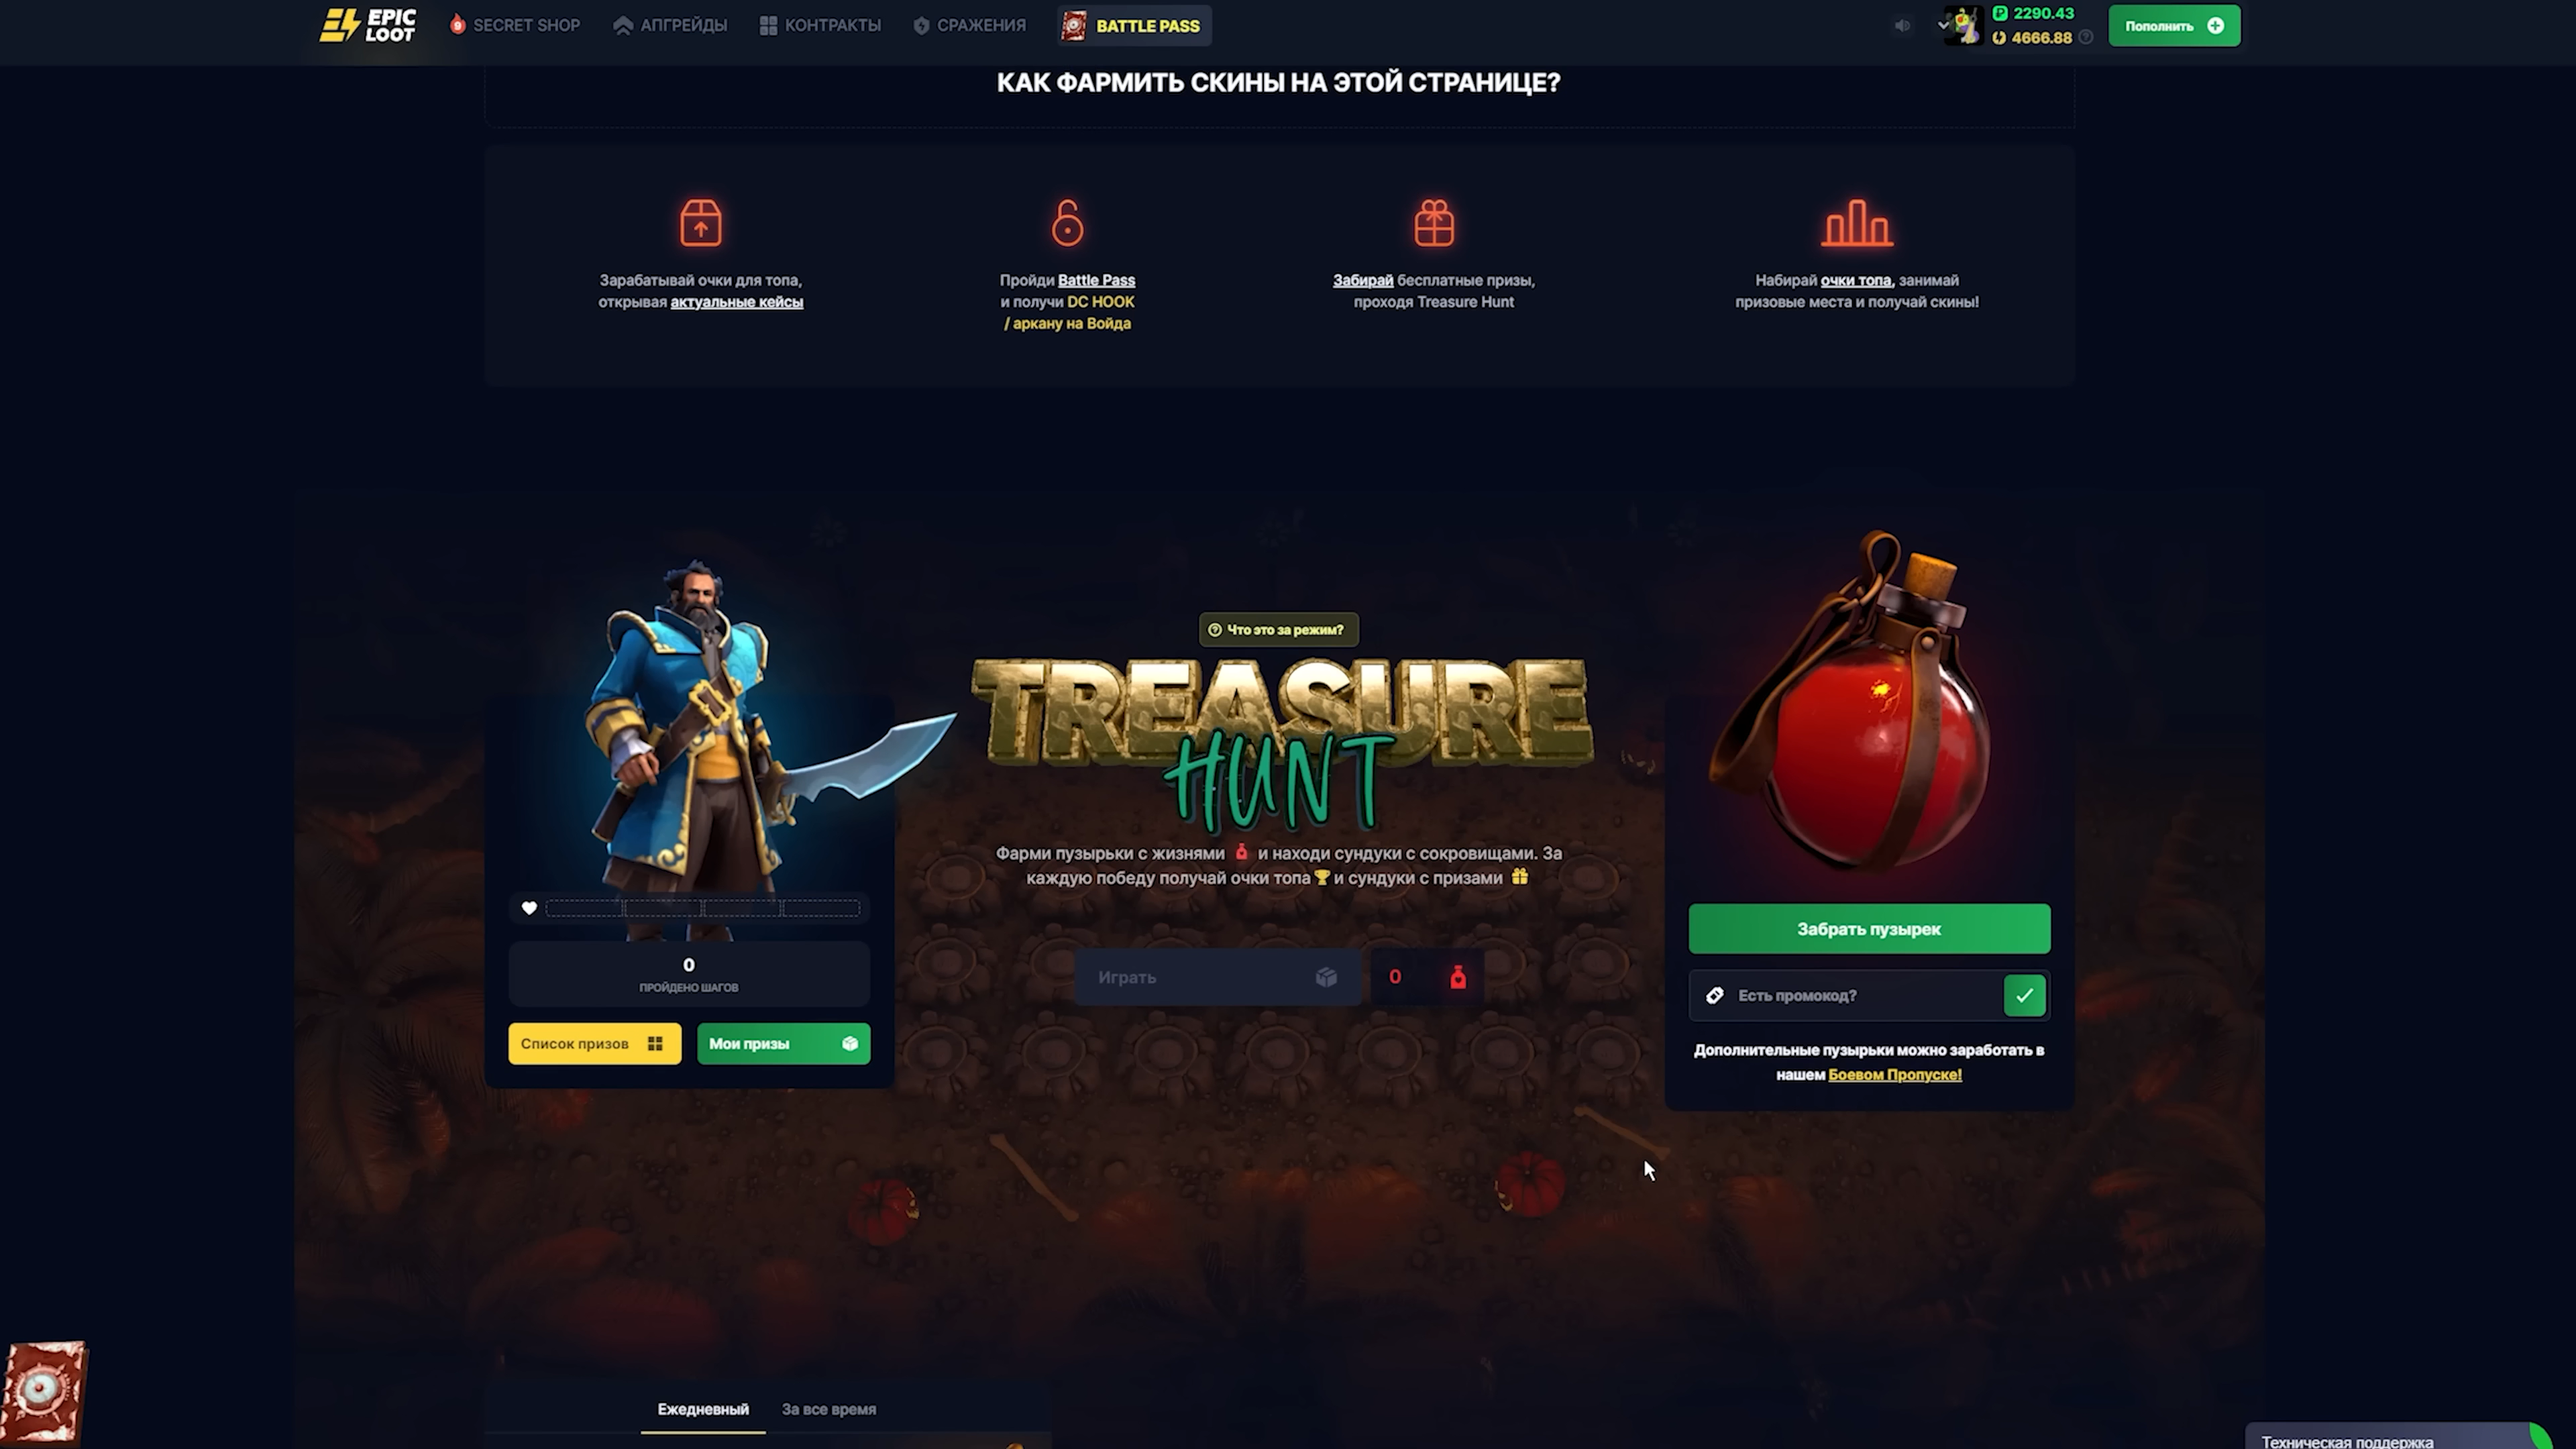 EPIC
LOOT
9
SECRET SHOP
АПГРЕЙДЫ
КОНТРАКТЫ
СРАЖЕНИЯ
BATTLE PASS
2290.43
4666.88
Пополнить
КАК ФАРМИТЬ СКИНЫ НА ЭТОЙ СТРАНИЦЕ?
Зарабатывай очки для топа,
открывая актуальные кейсы
Пройди Battle Pass
и получи DC HOOK
/ аркану на Войда
Забирай бесплатные призы,
проходя Treasure Hunt
Набирай очки топа, занимай
призовые места и получай скины!
Что это за режим?
TREASURE
HUNT
Фарми пузырьки с жизнями и находи сундуки с сокровищами. За
каждую победу получай очки топа и сундуки с призами
Играть
0
0
ПРОЙДЕНО ШАГОВ
Список призов
Мои призы
Забрать пузырек
Есть промокод?
Дополнительные пузырьки можно заработать в
нашем Боевом Пропуске!
Ежедневный
За все время
Техническая поддержка